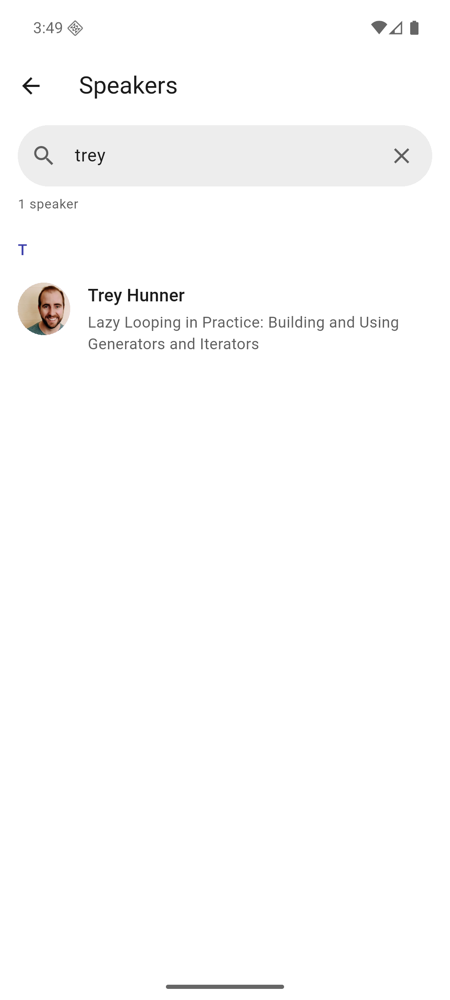 3:49
Speakers
trey
1 speaker
T
Trey Hunner
Lazy Looping in Practice: Building and Using
Generators and Iterators